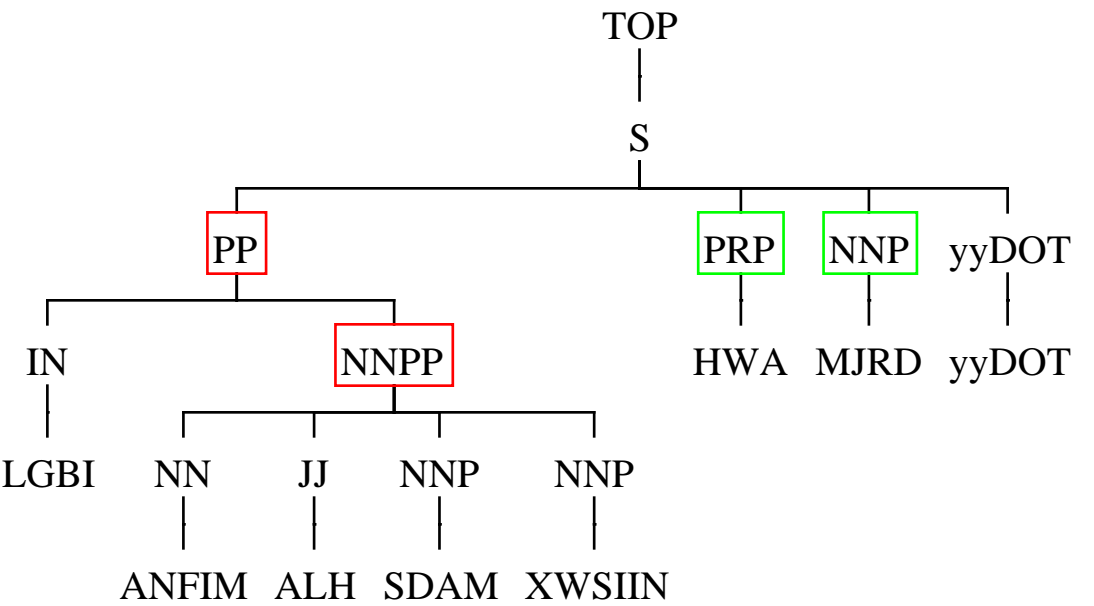 TOP
S
PP PRP NNP yyDOT
IN NNPP HWA MJRD yyDOT
LGBI NN JJ NNP NNP
ANFIM ALH SDAM XWSIIN